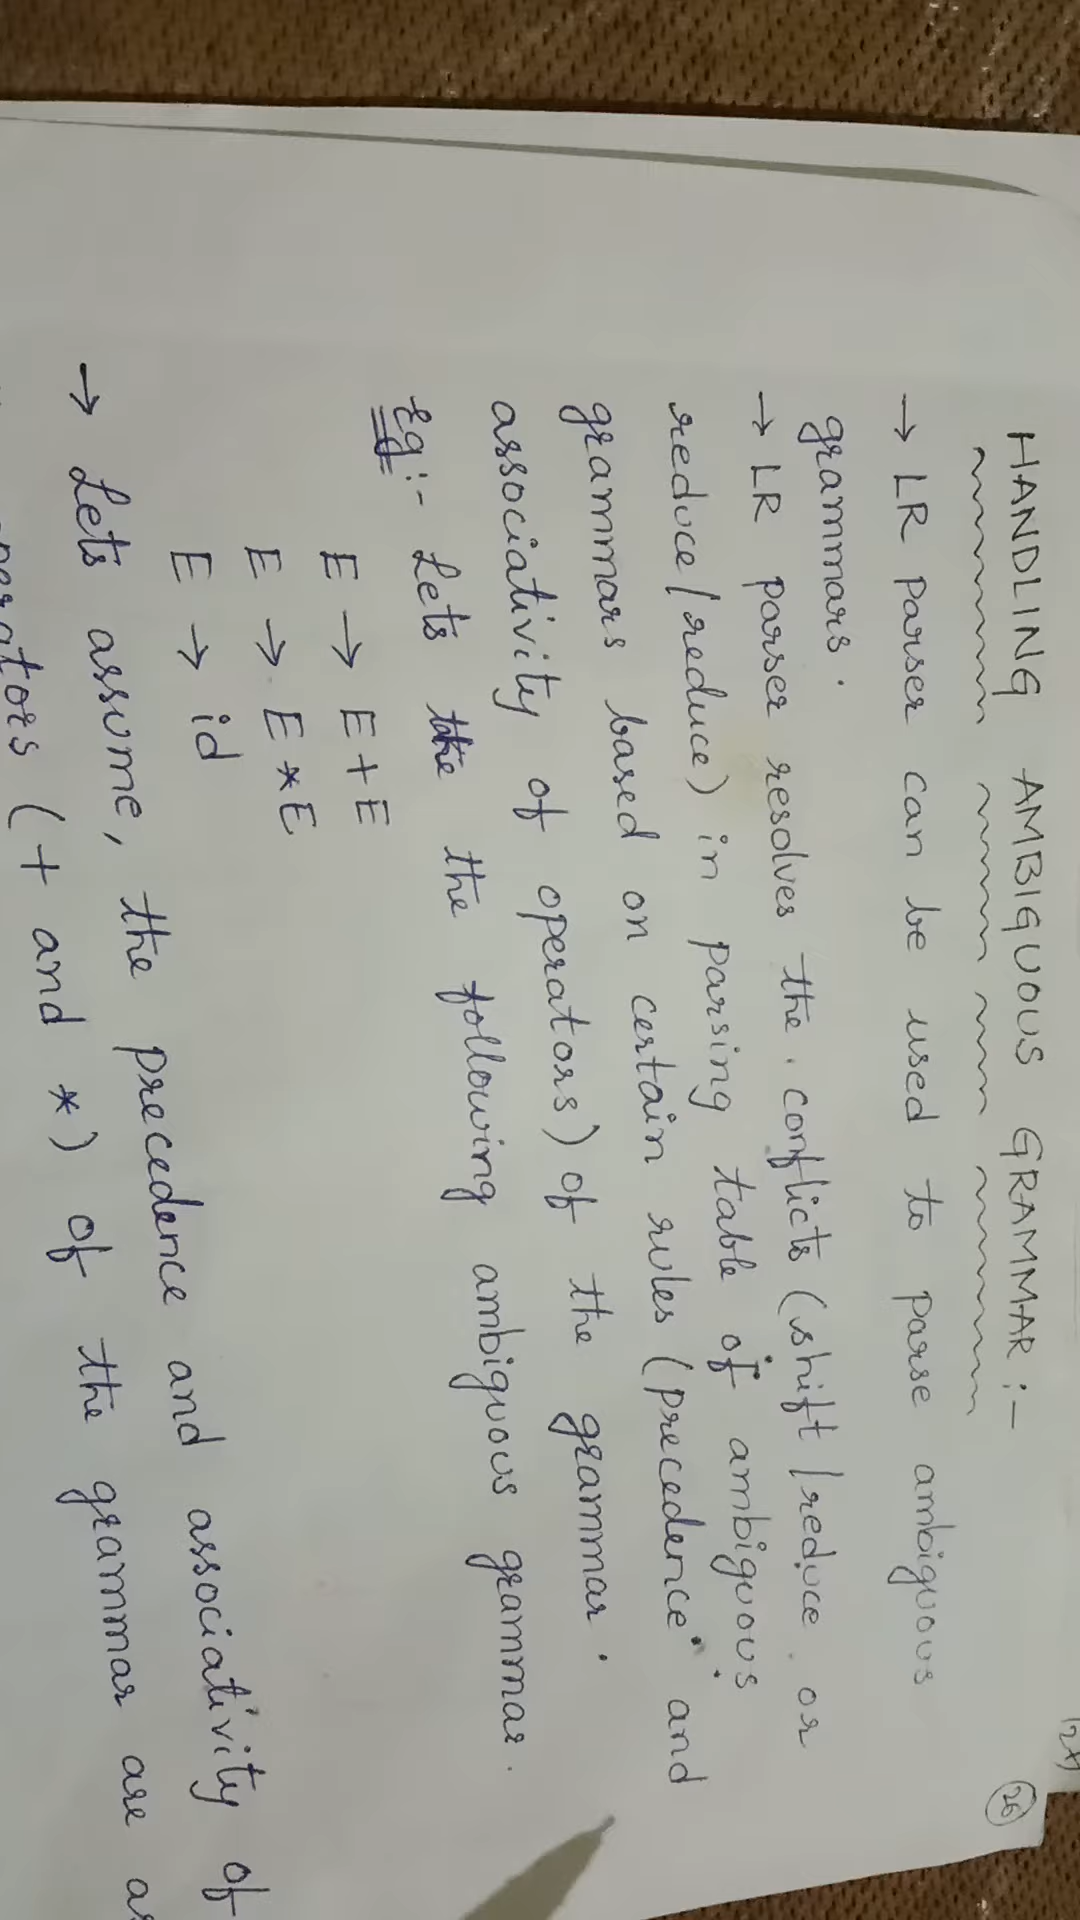 26
HANDLING AMBIGUOUS GRAMMAR :-
→ LR parser can be used to parse ambiguous
grammars.
→ LR parser resolves the conflicts (shift/reduce or
reduce/reduce) in parsing table of ambiguous
grammars based on certain rules (precedence and
associativity of operators) of the grammar.
Eg:- Lets take the following ambiguous grammar.
E → E+E
E → E*E
E → id
→ Lets assume, the precedence and associativity of
operators (+ and *) of the grammar are as